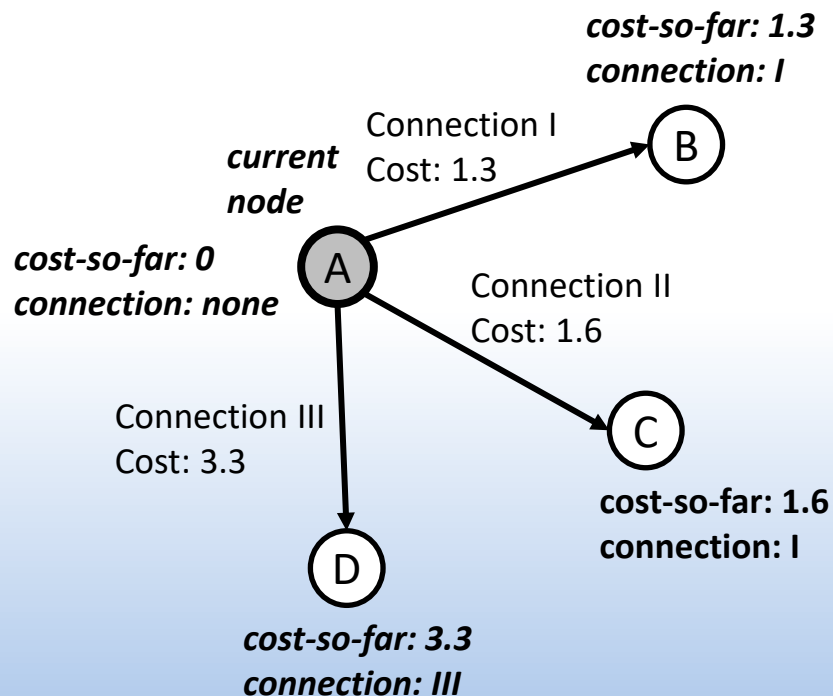 cost-so-far: 1.3
connection: I
Connection I
Cost: 1.3
B
current
node
A
cost-so-far: 0
connection: none
Connection II
Cost: 1.6
Connection III
Cost: 3.3
C
cost-so-far: 1.6
connection: I
D
cost-so-far: 3.3
connection: III